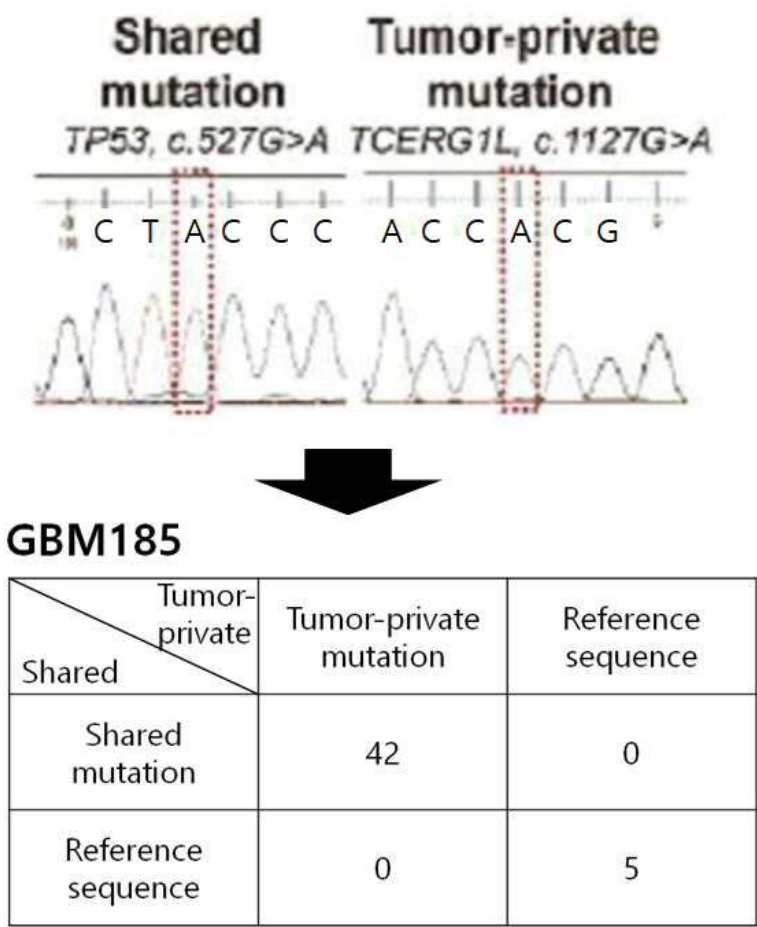 Shared mutation
Tumor-private mutation
TP53, c.527G>A
TCERG1L, c.1127G>A
C T A C C C
A C C A C G
GBM185
Tumor-private
Shared
Tumor-private mutation
Reference sequence
Shared mutation
42
0
Reference sequence
0
5